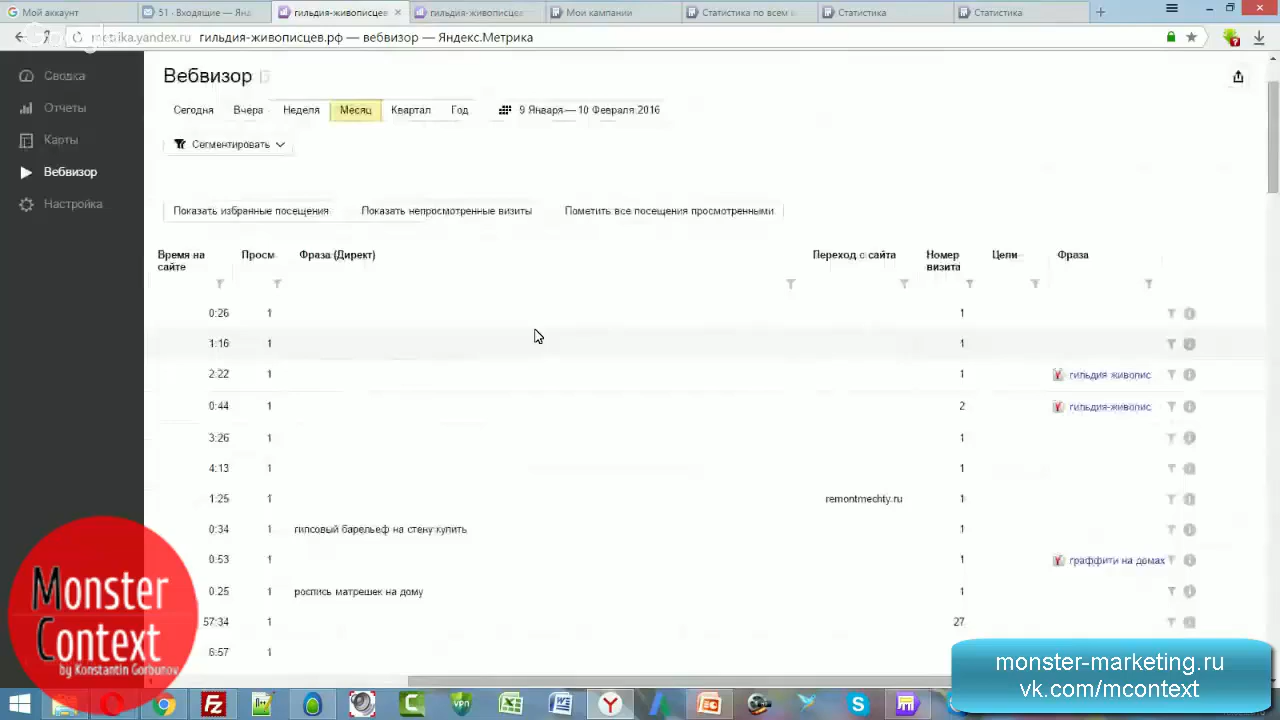 Мой аккаунт
51 · Входящие — Янд
гильдия-живописцев
гильдия-живописцев
Мои кампании
Статистика по всем к
Статистика
Статистика
ika.yandex.ru гильдия-живописцев.рф — вебвизор — Яндекс.Метрика
Сводка
Отчеты
Карты
Вебвизор
Настройка
Вебвизор
Сегодня Вчера Неделя Месяц Квартал Год 9 Января — 10 Февраля 2016
Сегментировать
Показать избранные посещения Показать непросмотренные визиты Пометить все посещения просмотренными
Время на сайте Просм Фраза (Директ) Переход с сайта Номер визита Цели Фраза
0:26 1 1
1:16 1 1
2:22 1 1 гильдия живопис
0:44 1 2 гильдия-живопис
3:26 1 1
4:13 1 1
1:25 1 remontmechty.ru 1
0:34 1 гипсовый барельеф на стену купить 1
0:53 1 1 граффити на домах
0:25 1 роспись матрешек на дому 1
57:34 1 27
6:57 1
Monster
Context
by Konstantin Gorbunov
monster-marketing.ru
vk.com/mcontext